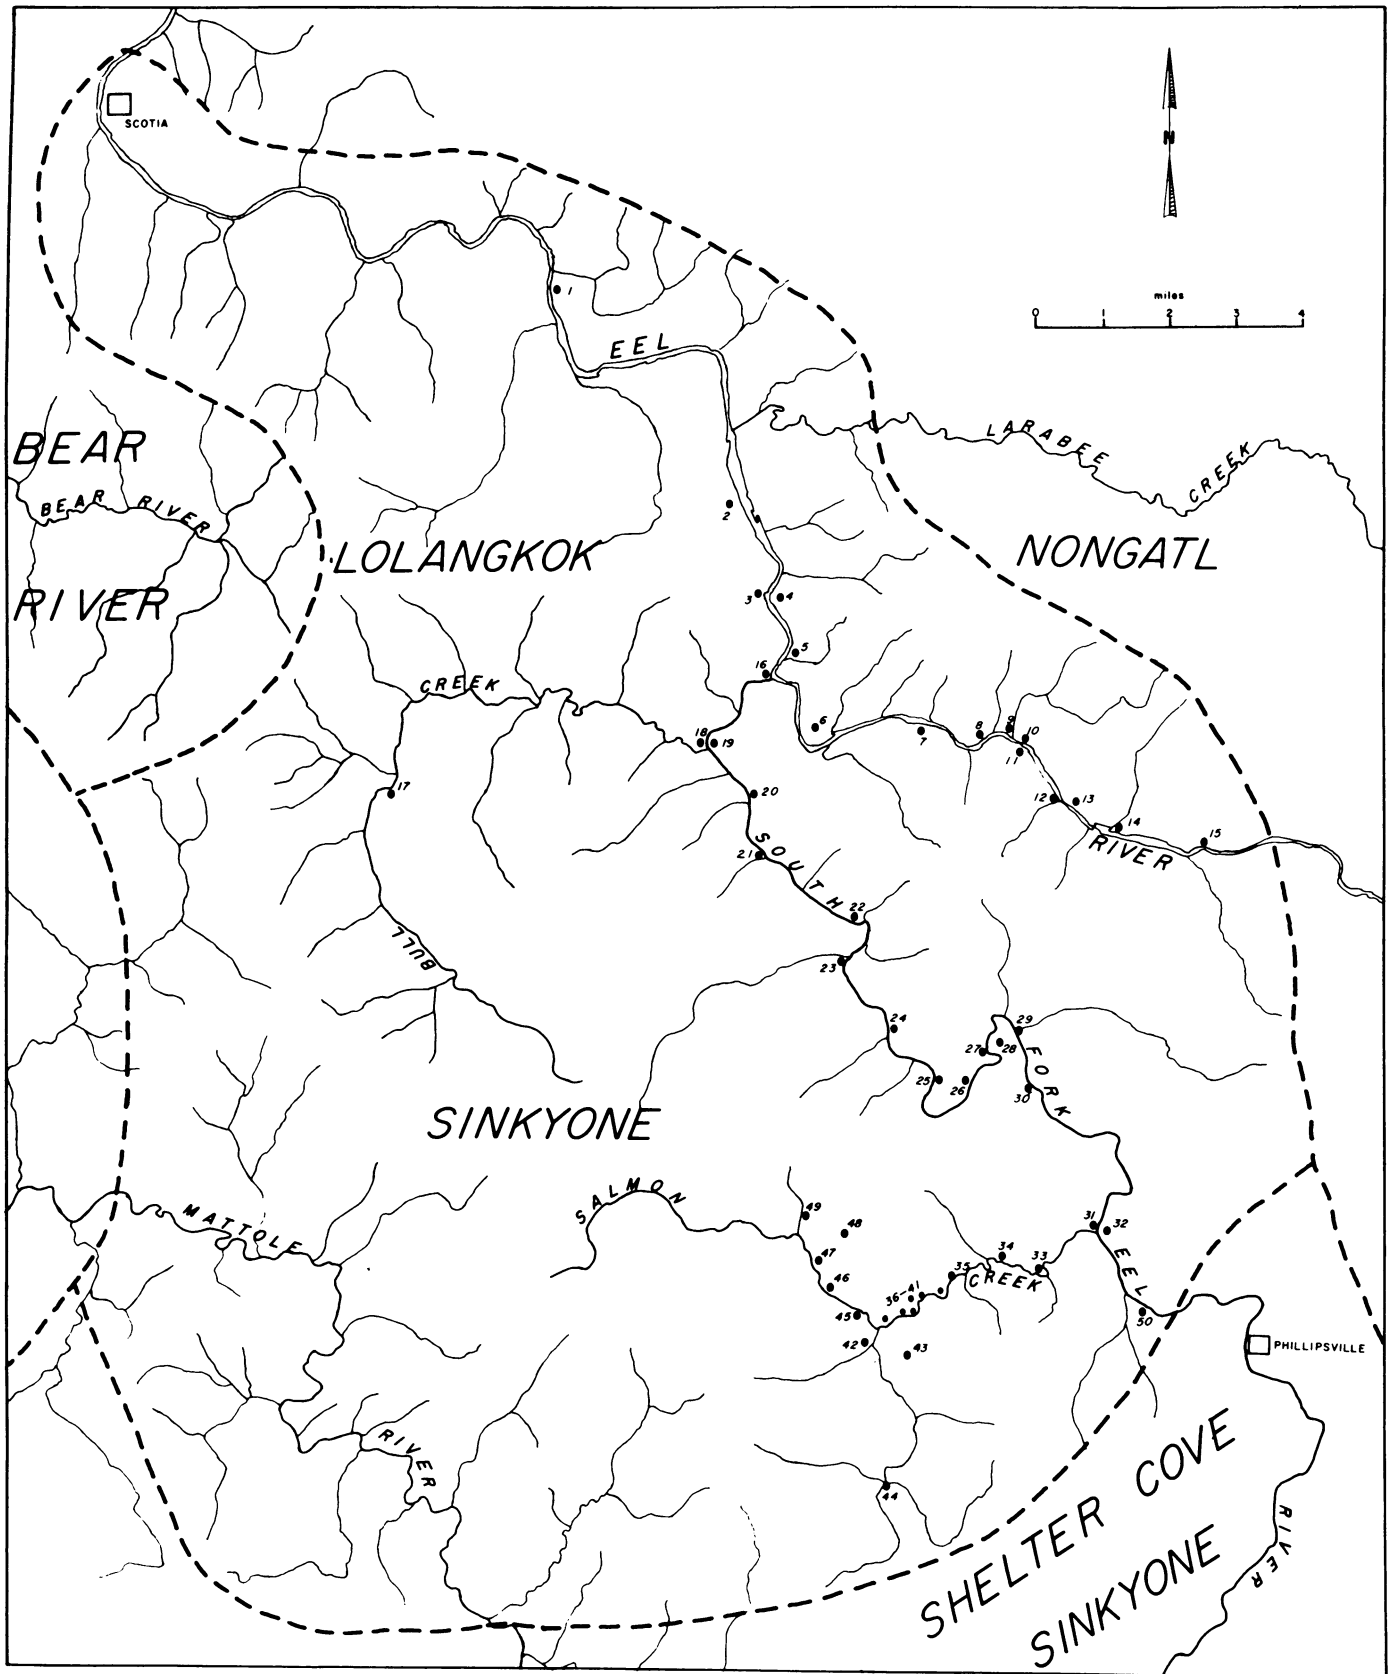 SCOTIA
N
miles
0 1 2 3 4
1
EEL
LARABEE CREEK
BEAR
BEAR RIVER
RIVER
2
LOLANGKOK
NONGATL
3
4
5
16
CREEK
6
7
8
9
10
11
18
19
17
20
12
13
14
15
RIVER
21
SOUTH
22
BULL
23
24
29
28
27
FORK
25
26
30
SINKYONE
SALMON
MATTOLE
49
48
31
32
47
34
33
35
CREEK
EEL
46
36-41
45
50
42
43
PHILLIPSVILLE
RIVER
44
SHELTER COVE
SINKYONE
RIVER